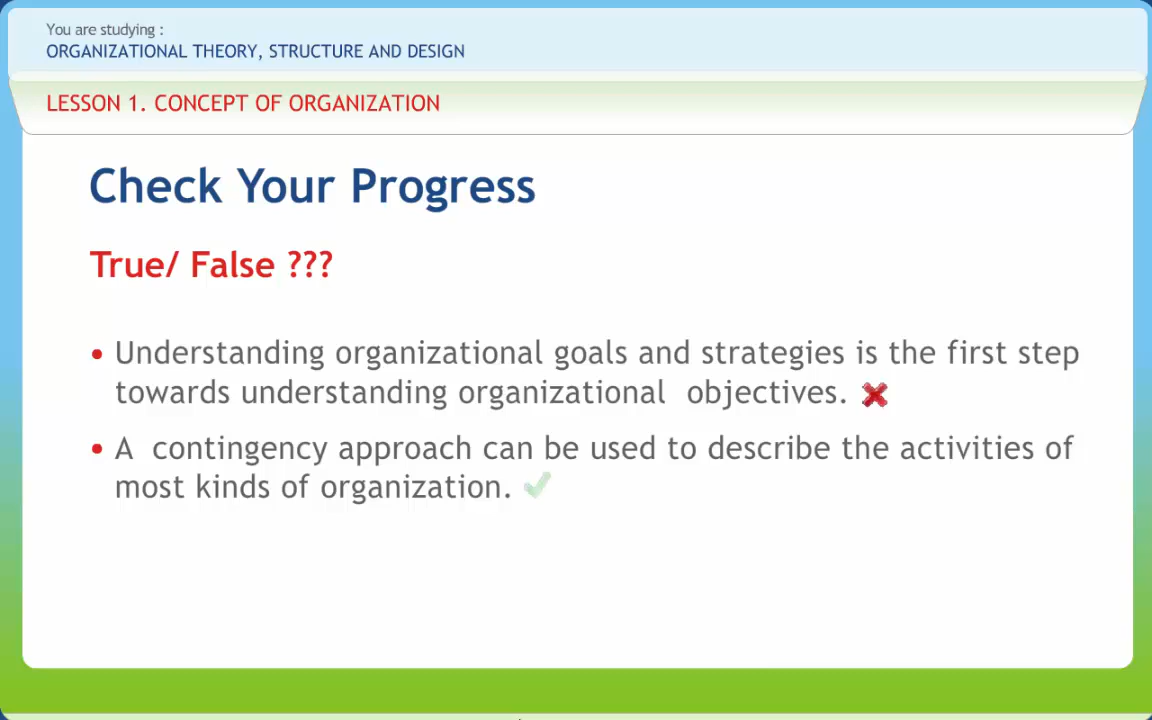 You are studying :
ORGANIZATIONAL THEORY, STRUCTURE AND DESIGN
LESSON 1. CONCEPT OF ORGANIZATION
Check Your Progress
True/ False ???
• Understanding organizational goals and strategies is the first step
towards understanding organizational objectives.
• A contingency approach can be used to describe the activities of
most kinds of organization.